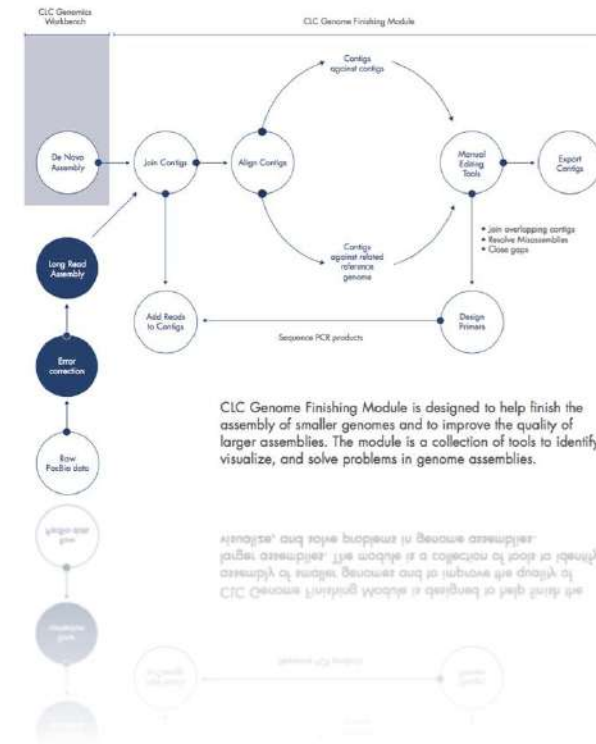 CLC Genomics
Workbench
CLC Genome Finishing Module
Contigs
against contigs
De Novo
Assembly
Join Contigs
Align Contigs
Manual
Editing
Tools
Export
Contigs
• Join overlapping contigs
• Resolve Misassemblies
• Close gaps
Long Read
Assembly
Contigs
against related
reference
genome
Add Reads
to Contigs
Sequence PCR products
Design
Primers
Error
correction
Raw
PacBio data
CLC Genome Finishing Module is designed to help finish the
assembly of smaller genomes and to improve the quality of
larger assemblies. The module is a collection of tools to identify,
visualize, and solve problems in genome assemblies.